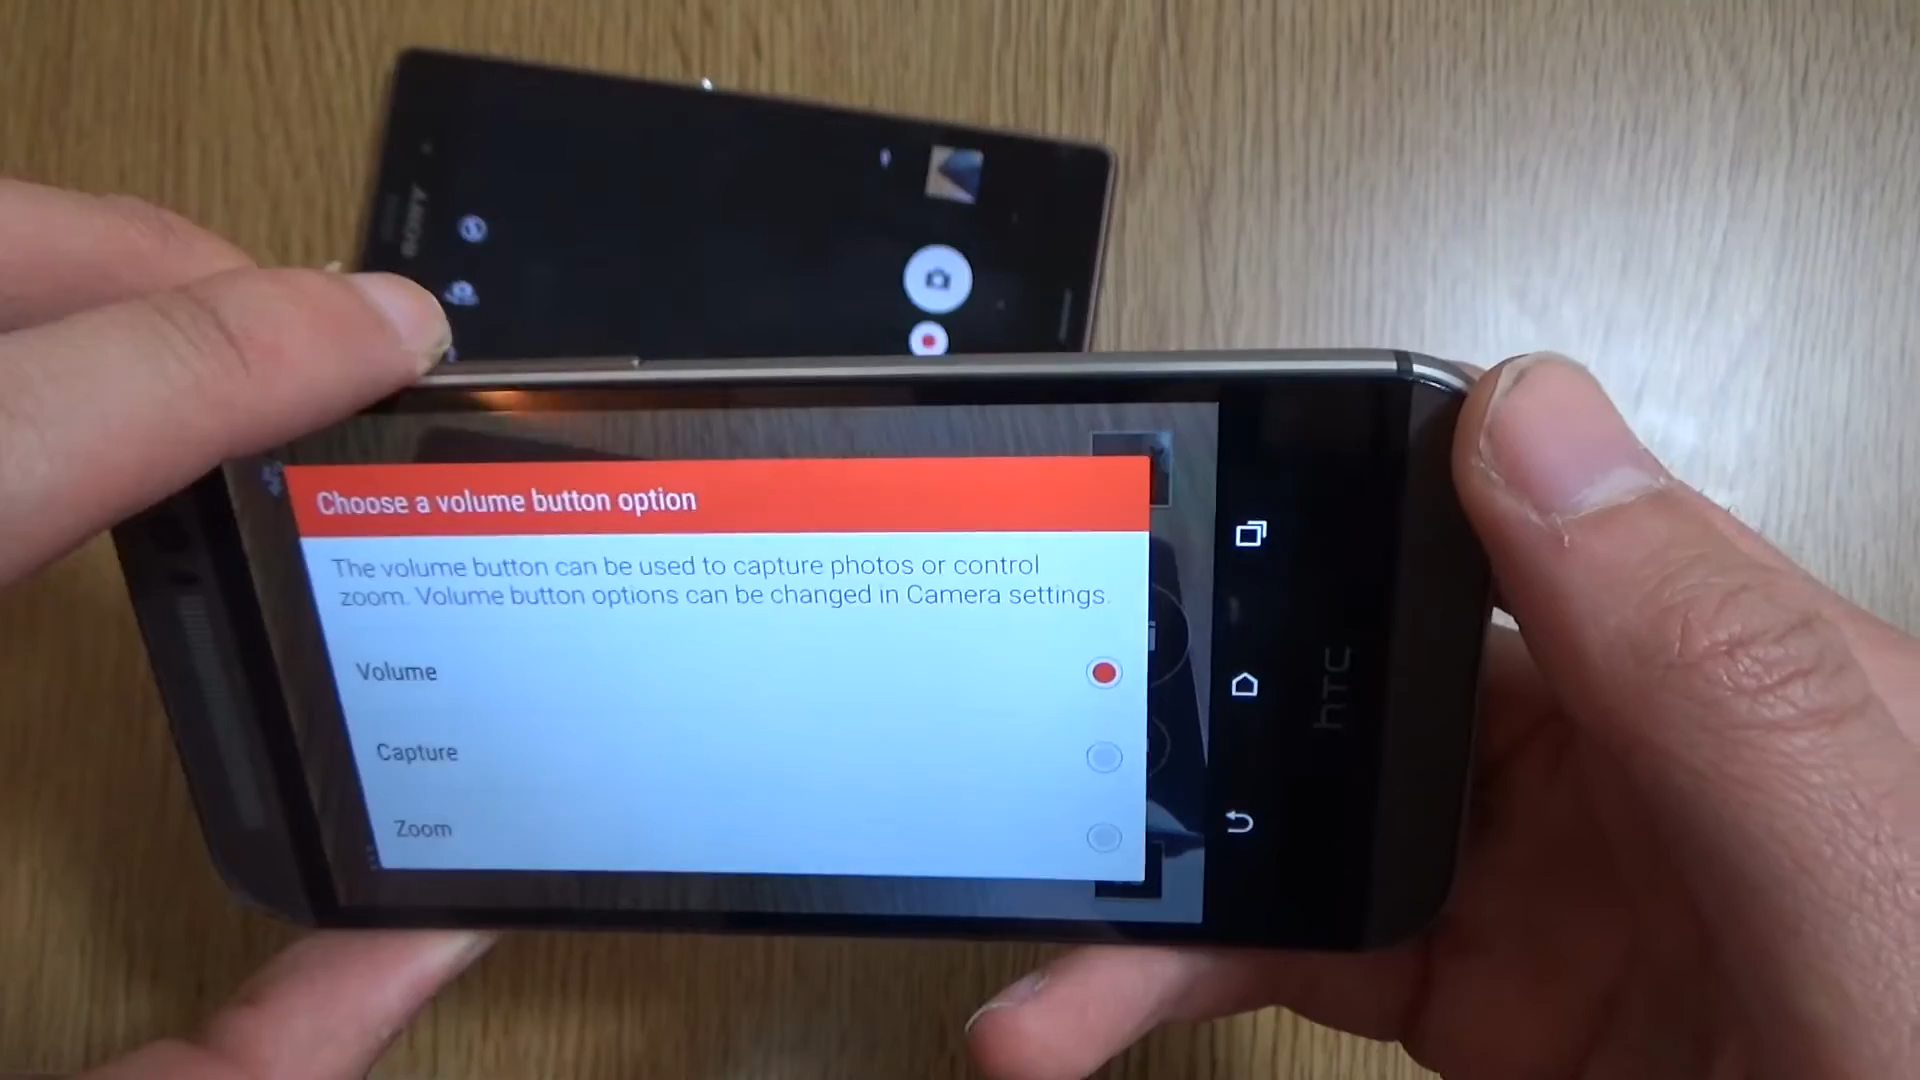 SONY
Choose a volume button option
The volume button can be used to capture photos or control
zoom. Volume button options can be changed in Camera settings.
Volume
Capture
Zoom
hTC